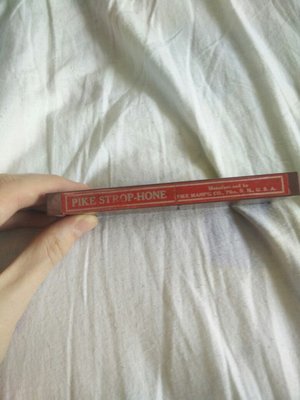 PIKE STROP-HONE
Manufactured by
PIKE MANF'G. CO., Pike, N. H., U. S. A.